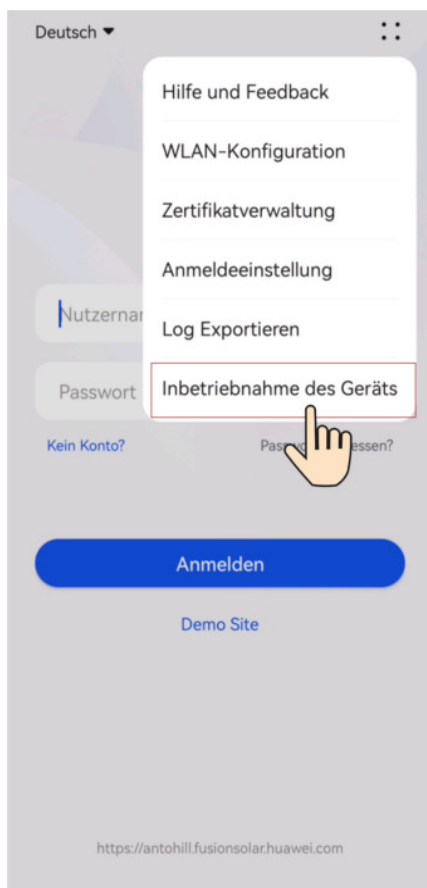 Deutsch
Hilfe und Feedback
WLAN-Konfiguration
Zertifikatverwaltung
Anmeldeeinstellung
Log Exportieren
Inbetriebnahme des Geräts
Passwort
Kein Konto?
Anmelden
Demo Site
https://antohill.fusionsolar.huawei.com